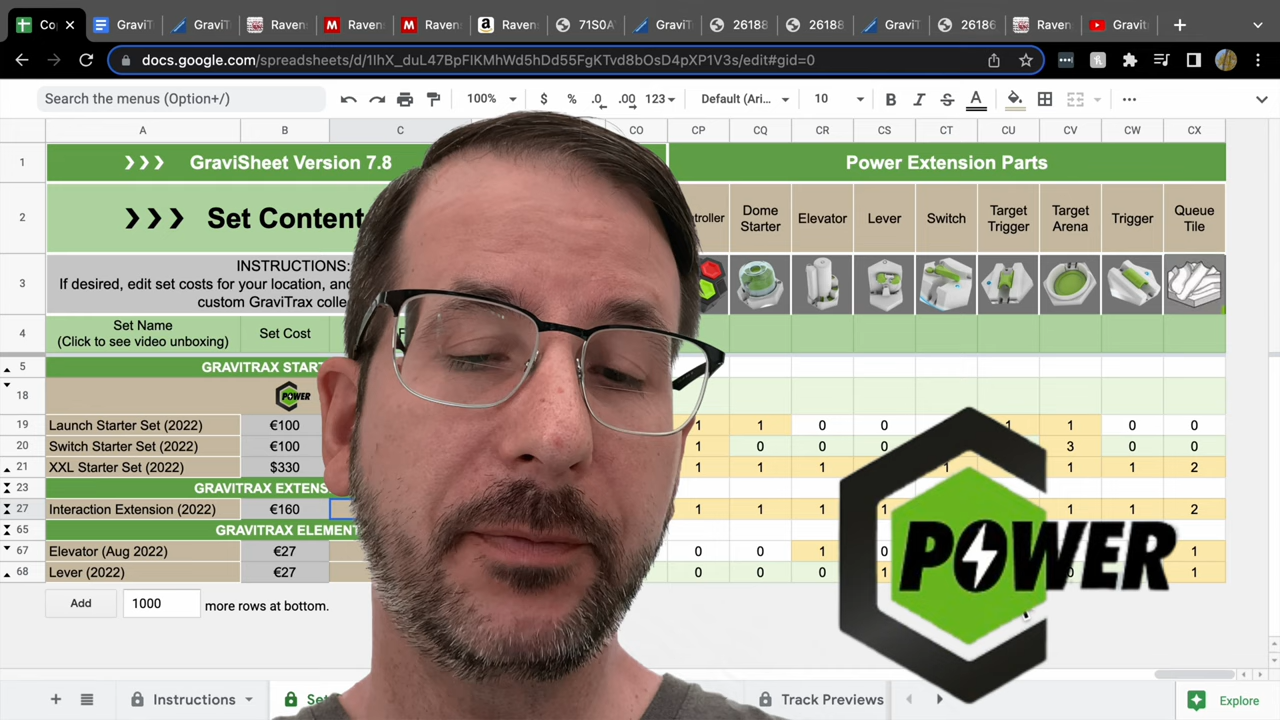 Co
GraviT
GraviT
Raven
Raven
Raven
Raven
71S0A
GraviT
26188
26188
GraviT
26186
Raven
Gravit
docs.google.com/spreadsheets/d/1lhX_duL47BpFIKMhWd5hDd55FgKTvd8bOsD4pXP1V3s/edit#gid=0
Search the menus (Option+/)
100%
$
%
.0
.00
123
Default (Ari...
10
B
I
S
A
A
B
C
CO
CP
CQ
CR
CS
CT
CU
CV
CW
CX
1
GraviSheet Version 7.8
Power Extension Parts
2
Set Content
ntroller
Dome
Starter
Elevator
Lever
Switch
Target
Trigger
Target
Arena
Trigger
Queue
Tile
3
INSTRUCTIONS:
If desired, edit set costs for your location, an
custom GraviTrax colle
4
Set Name
(Click to see video unboxing)
Set Cost
5
GRAVITRAX START
18
POWER
19
Launch Starter Set (2022)
€100
1
1
0
0
1
1
0
0
20
Switch Starter Set (2022)
€100
1
0
0
0
3
0
0
21
XXL Starter Set (2022)
$330
1
1
1
1
1
1
2
23
GRAVITRAX EXTENS
27
Interaction Extension (2022)
€160
1
1
1
1
1
1
2
65
GRAVITRAX ELEMENT
67
Elevator (Aug 2022)
€27
0
0
1
0
1
68
Lever (2022)
€27
0
0
0
1
1
POWER
Add
1000
more rows at bottom.
Instructions
Set
Track Previews
Explore